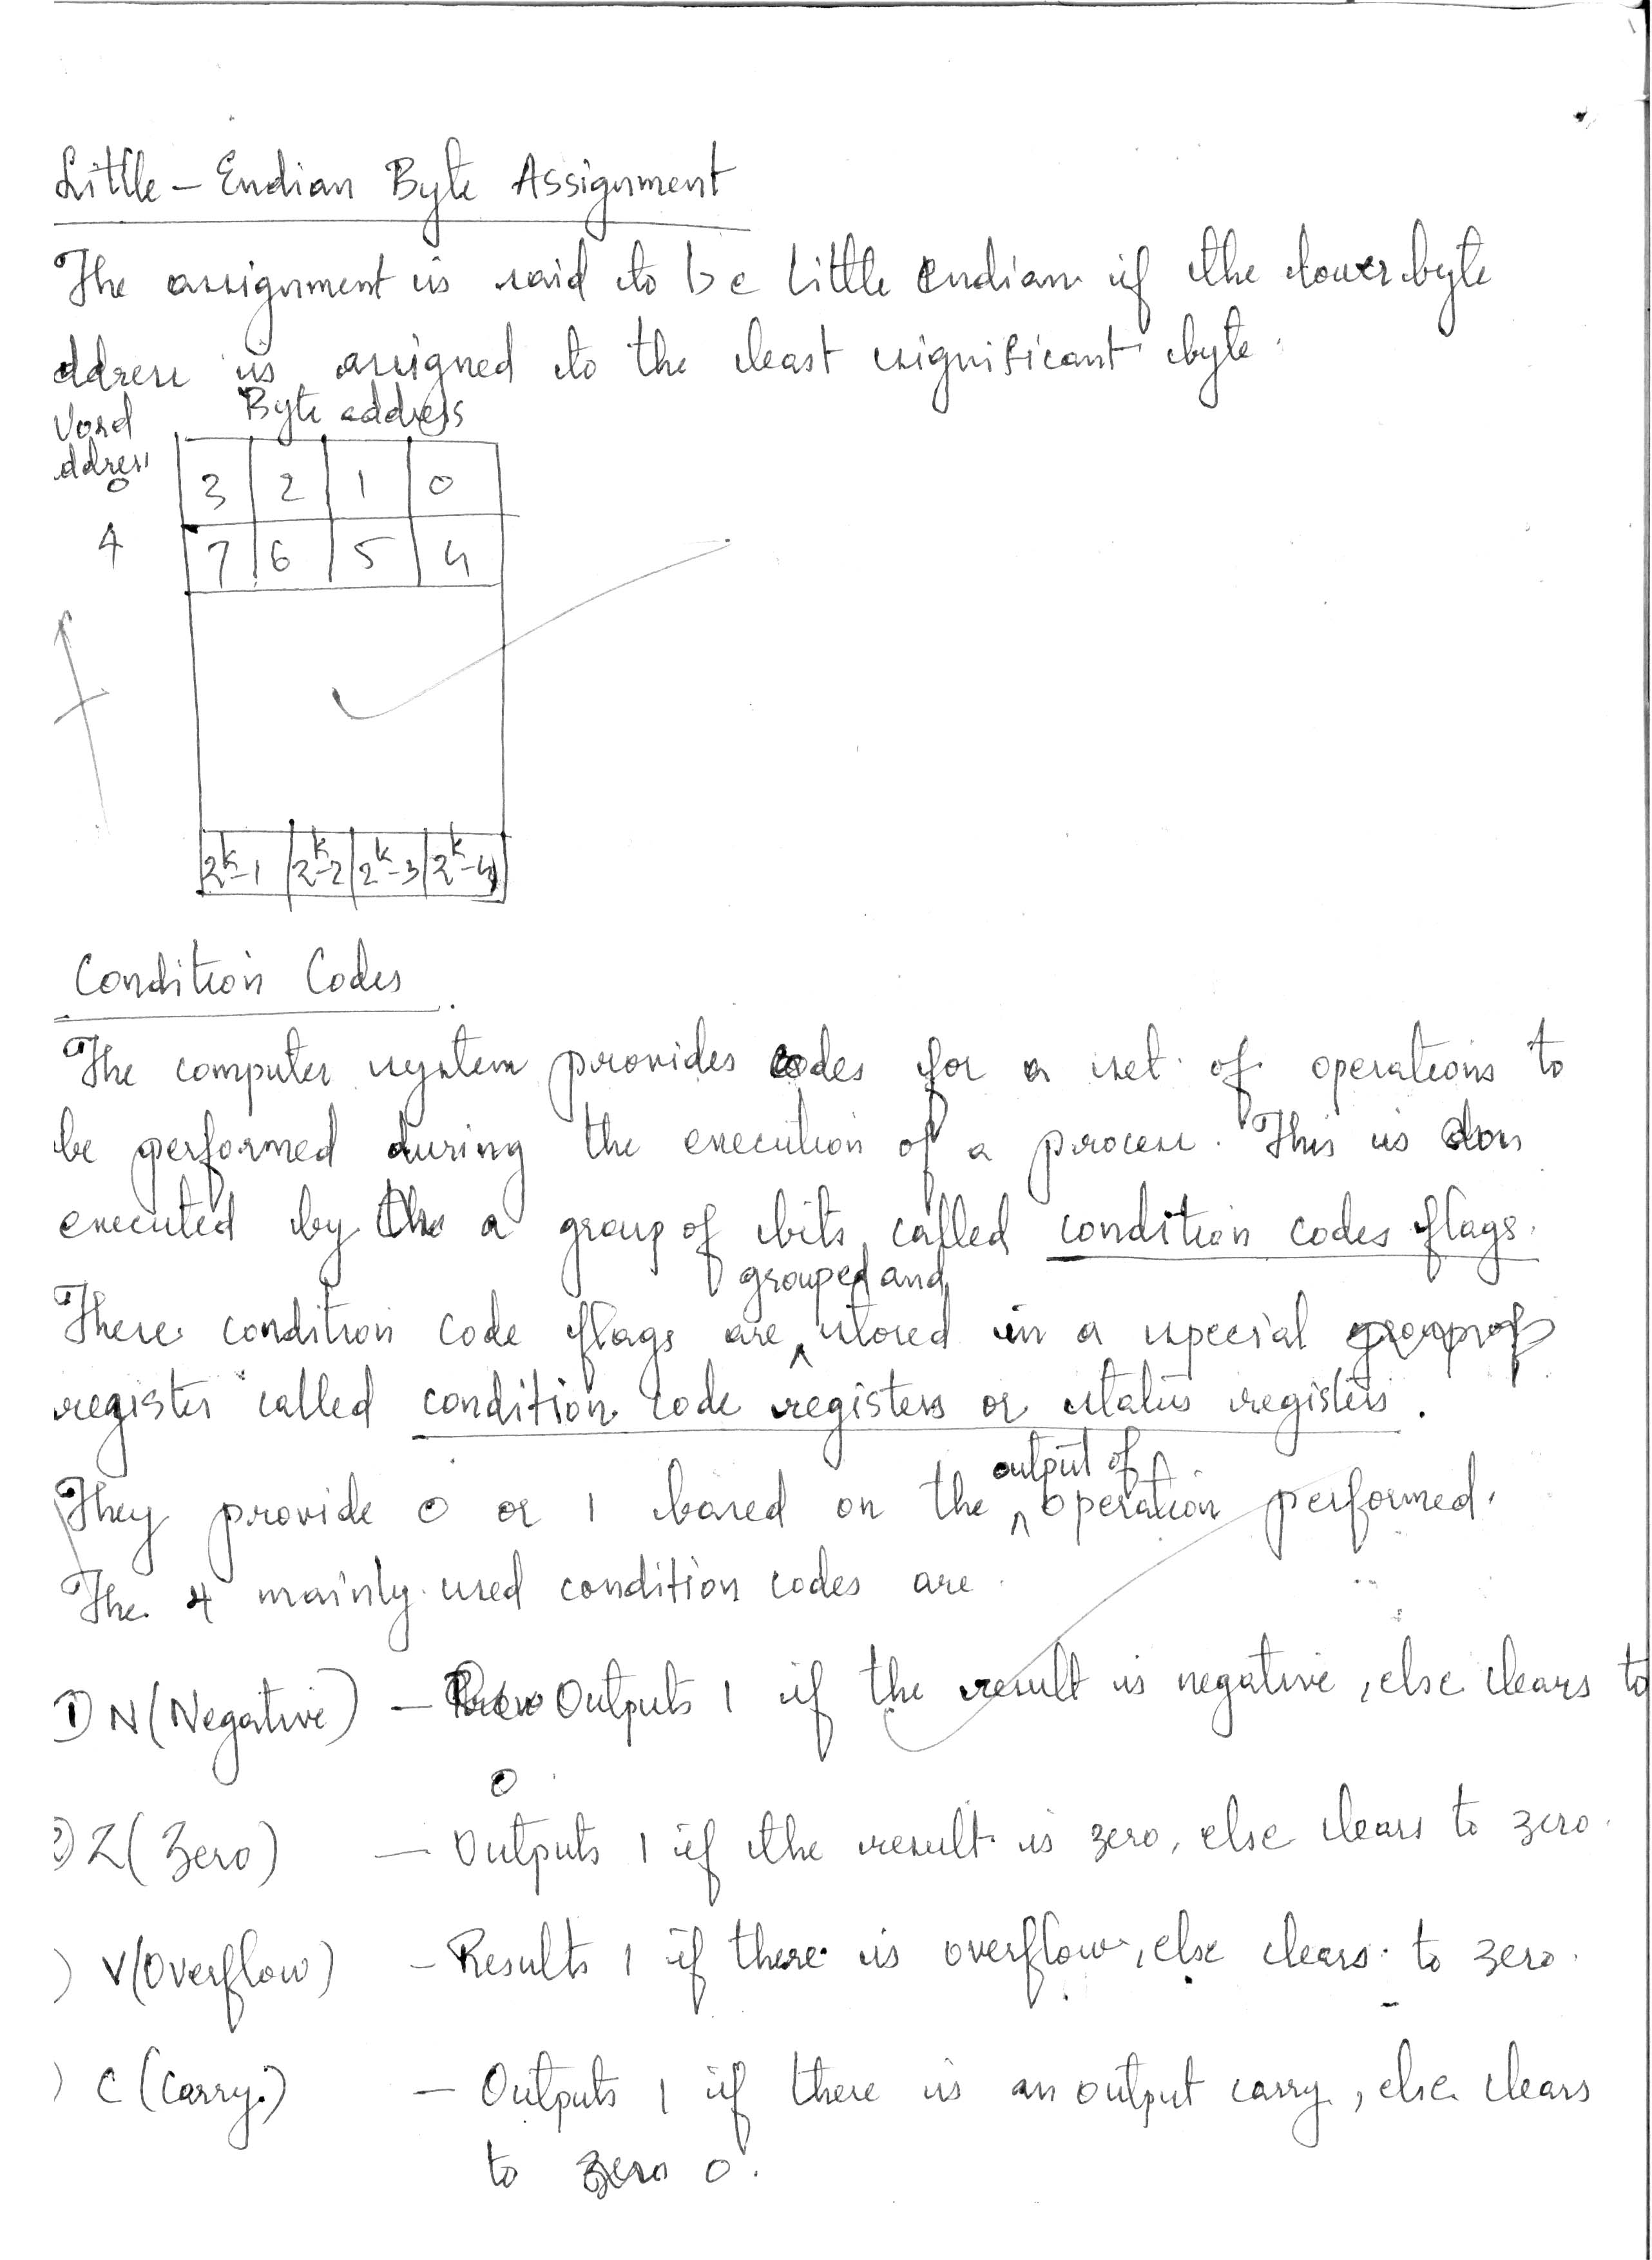 Little - Endian Byte Assignment
The assignment is said to be little endian if the lower byte
ddress is assigned to the least significant byte.
Byte address
Word
ddress
0 3 2 1 0
4 7 6 5 4
2^k-1 2^k-2 2^k-3 2^k-4
Condition Codes
The computer system provides codes for a set of operations to
be performed during the execution of a process. This is
executed by a group of bits called condition codes flags.
These condition code flags are grouped and stored in a special
register called condition code registers or status registers.
They provide 0 or 1 based on the output of operation performed.
The 4 mainly used condition codes are
1) N (Negative) - Outputs 1 if the result is negative, else clears to
0.
2) Z (Zero) - Outputs 1 if the result is zero, else clears to zero.
) V (Overflow) - Results 1 if there is overflow, else clears to zero.
) C (Carry) - Outputs 1 if there is an output carry, else clears
to 0.